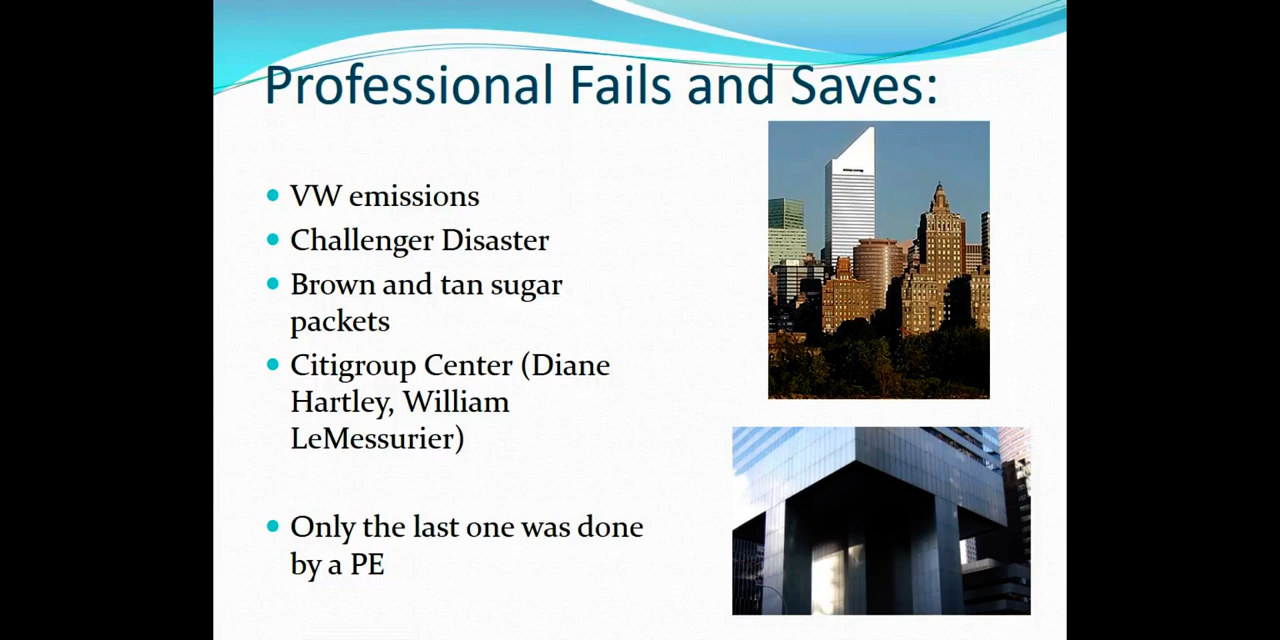 Professional Fails and Saves:
VW emissions
Challenger Disaster
Brown and tan sugar
packets
Citigroup Center (Diane
Hartley, William
LeMessurier)
Only the last one was done
by a PE